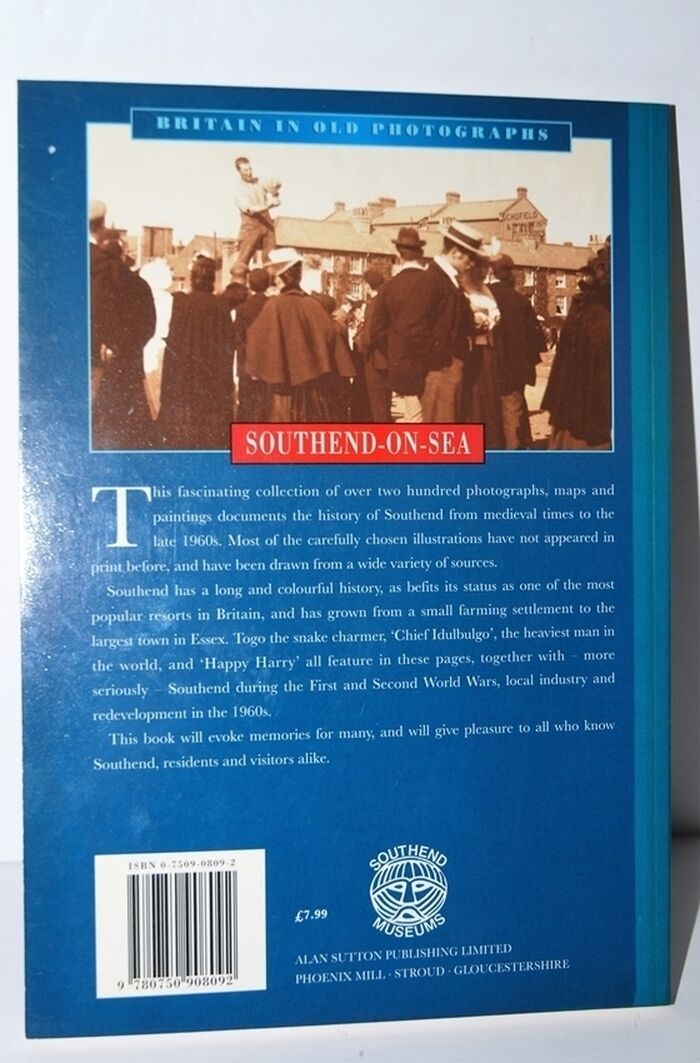 BRITAIN IN OLD PHOTOGRAPHS
SCHOFIELD
SOUTHEND-ON-SEA
This fascinating collection of over two hundred photographs, maps and
paintings documents the history of Southend from medieval times to the
late 1960s. Most of the carefully chosen illustrations have not appeared in
print before, and have been drawn from a wide variety of sources.
Southend has a long and colourful history, as befits its status as one of the most
popular resorts in Britain, and has grown from a small farming settlement to the
largest town in Essex. Togo the snake charmer, ‘Chief Idulbulgo’, the heaviest man in
the world, and ‘Happy Harry’ all feature in these pages, together with – more
seriously – Southend during the First and Second World Wars, local industry and
redevelopment in the 1960s.
This book will evoke memories for many, and will give pleasure to all who know
Southend, residents and visitors alike.
ISBN 0-7509-0809-2
9 780750 908092
£7.99
SOUTHEND
MUSEUMS
ALAN SUTTON PUBLISHING LIMITED
PHOENIX MILL · STROUD · GLOUCESTERSHIRE